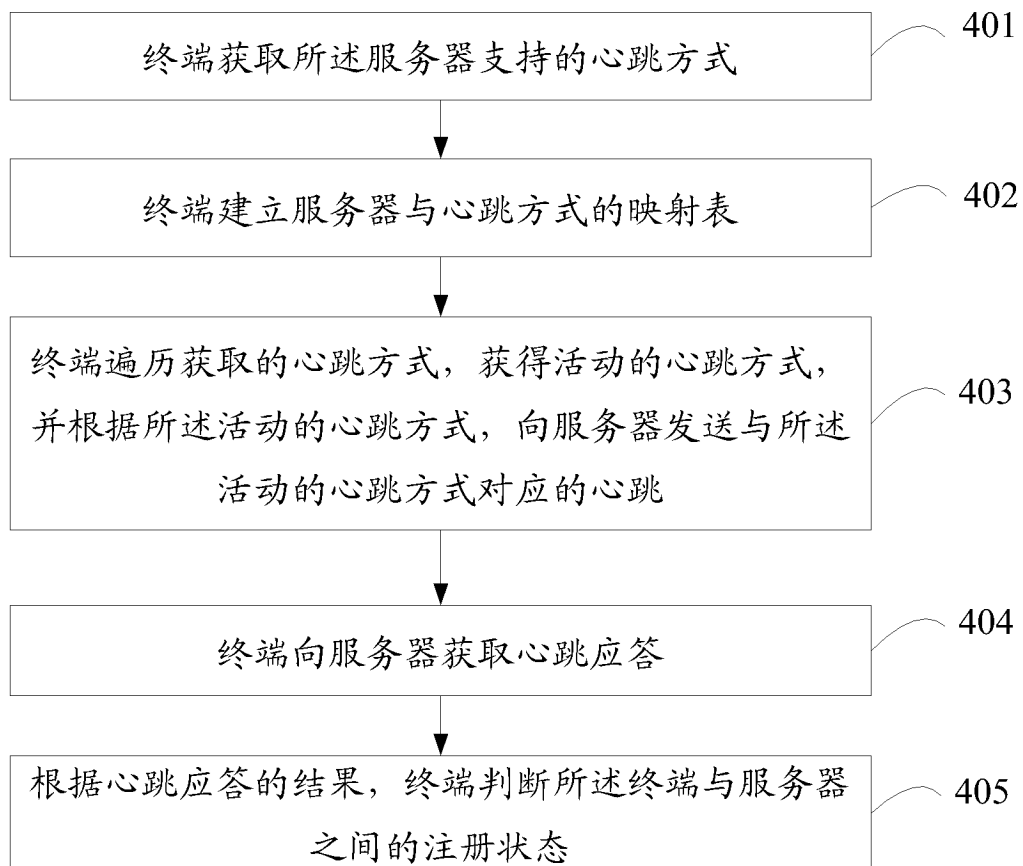 终端获取所述服务器支持的心跳方式
401
终端建立服务器与心跳方式的映射表
402
终端遍历获取的心跳方式，获得活动的心跳方式，
并根据所述活动的心跳方式，向服务器发送与所述
活动的心跳方式对应的心跳
403
终端向服务器获取心跳应答
404
根据心跳应答的结果，终端判断所述终端与服务器
之间的注册状态
405